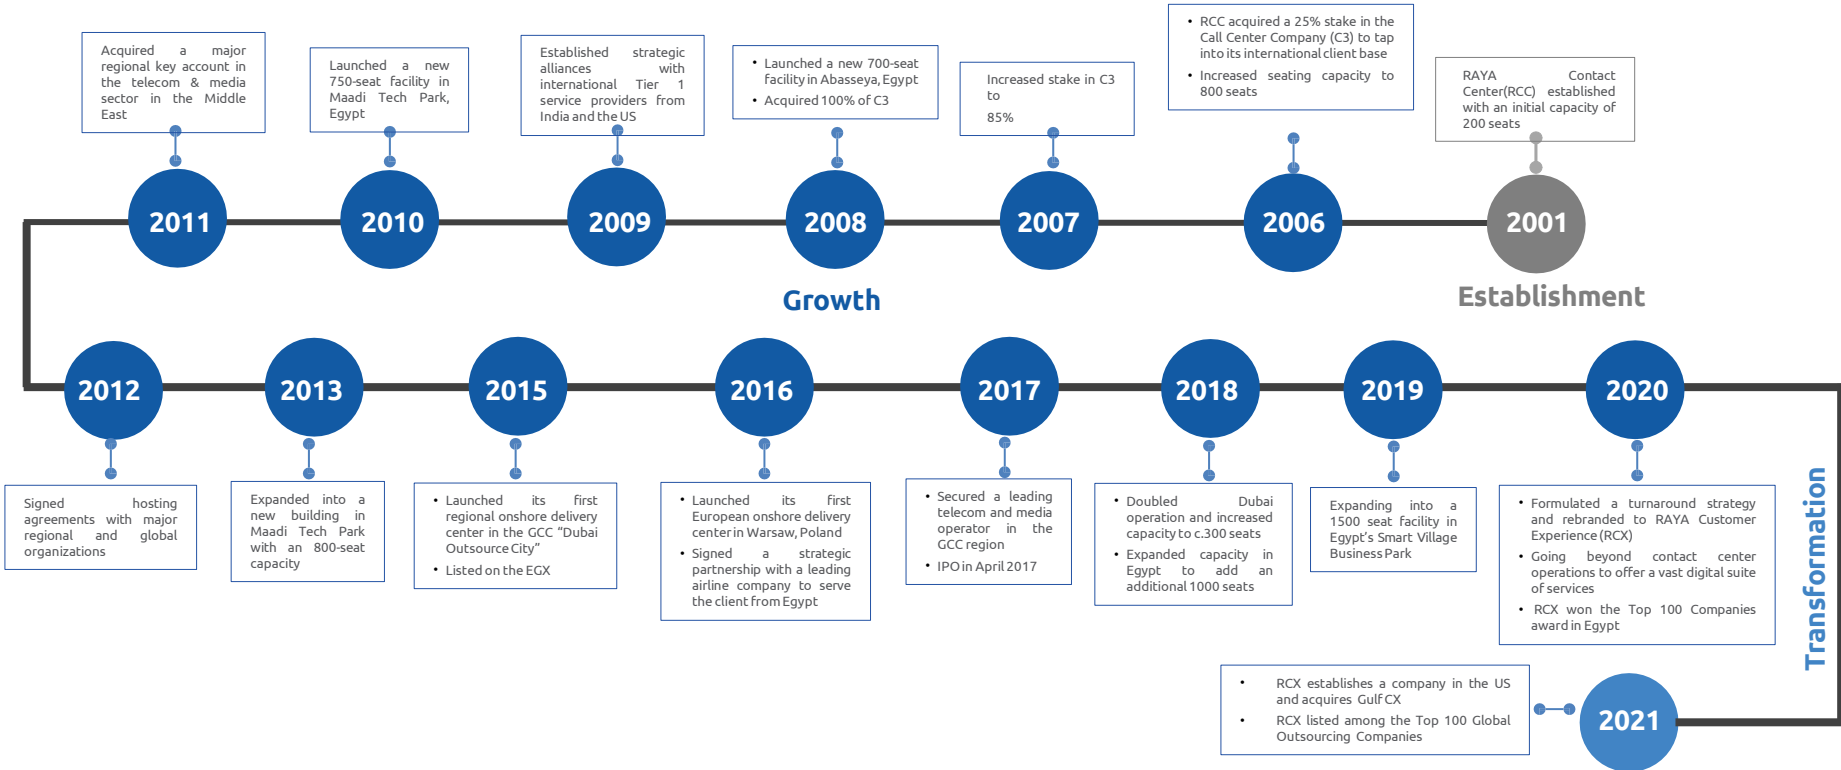 Acquired a major
regional key account in
the telecom & media
sector in the Middle
East
Launched a new
750-seat facility in
Maadi Tech Park,
Egypt
Established strategic
alliances with
international Tier 1
service providers from
India and the US
• Launched a new 700-seat
facility in Abasseya, Egypt
• Acquired 100% of C3
Increased stake in C3
to
85%
• RCC acquired a 25% stake in the
Call Center Company (C3) to tap
into its international client base
• Increased seating capacity to
800 seats
RAYA Contact
Center(RCC) established
with an initial capacity of
200 seats
2011
2010
2009
2008
2007
2006
2001
Growth
Establishment
2012
2013
2015
2016
2017
2018
2019
2020
Signed hosting
agreements with major
regional and global
organizations
Expanded into a
new building in
Maadi Tech Park
with an 800-seat
capacity
• Launched its first
regional onshore delivery
center in the GCC “Dubai
Outsource City”
• Listed on the EGX
• Launched its first
European onshore delivery
center in Warsaw, Poland
• Signed a strategic
partnership with a leading
airline company to serve
the client from Egypt
• Secured a leading
telecom and media
operator in the
GCC region
• IPO in April 2017
• Doubled Dubai
operation and increased
capacity to c.300 seats
• Expanded capacity in
Egypt to add an
additional 1000 seats
Expanding into a
1500 seat facility in
Egypt’s Smart Village
Business Park
• Formulated a turnaround strategy
and rebranded to RAYA Customer
Experience (RCX)
• Going beyond contact center
operations to offer a vast digital suite
of services
• RCX won the Top 100 Companies
award in Egypt
Transformation
• RCX establishes a company in the US
and acquires Gulf CX
• RCX listed among the Top 100 Global
Outsourcing Companies
2021